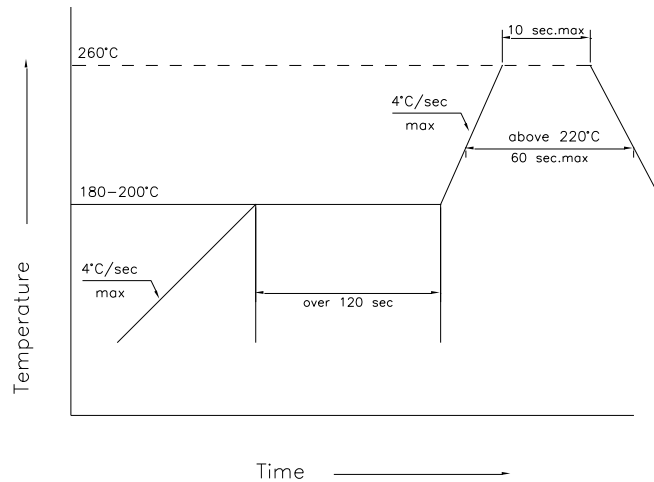 10 sec.max
260°C
4°C/sec
max
above 220°C
60 sec.max
180-200°C
4°C/sec
max
over 120 sec
Temperature
Time